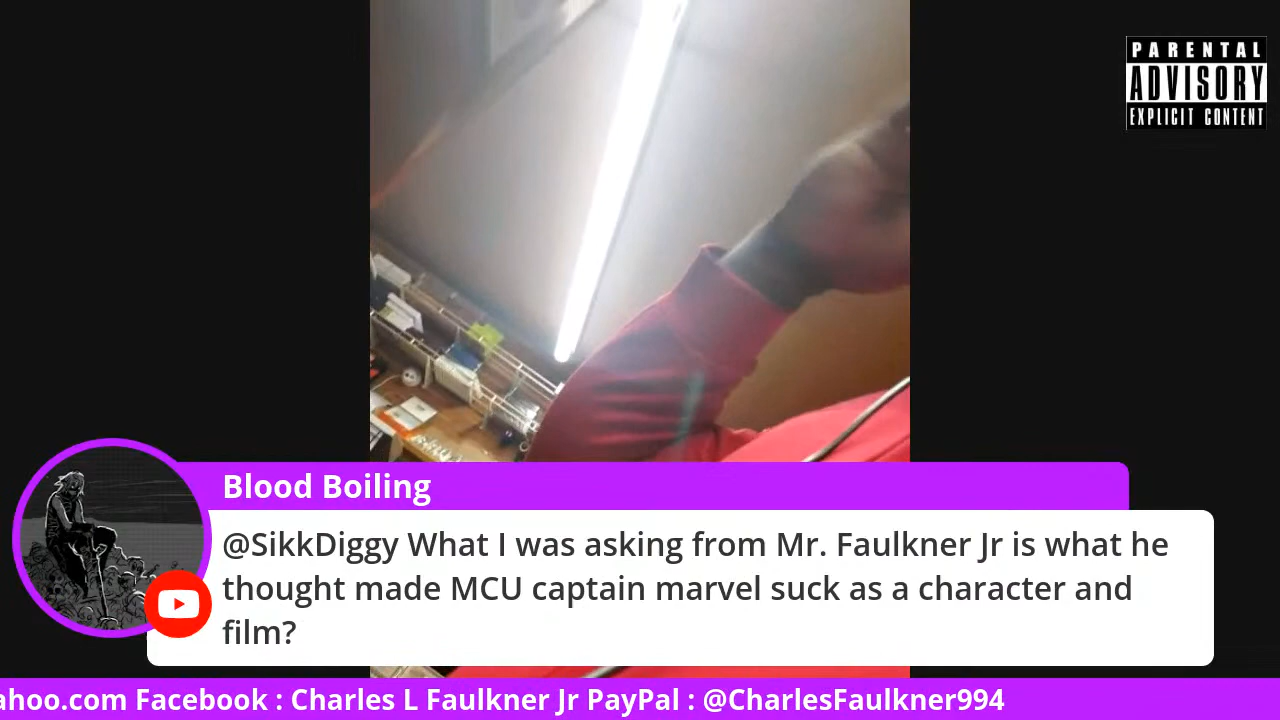 PARENTAL
ADVISORY
EXPLICIT CONTENT
Blood Boiling
@SikkDiggy What I was asking from Mr. Faulkner Jr is what he
thought made MCU captain marvel suck as a character and
film?
ahoo.com Facebook : Charles L Faulkner Jr PayPal : @CharlesFaulkner994